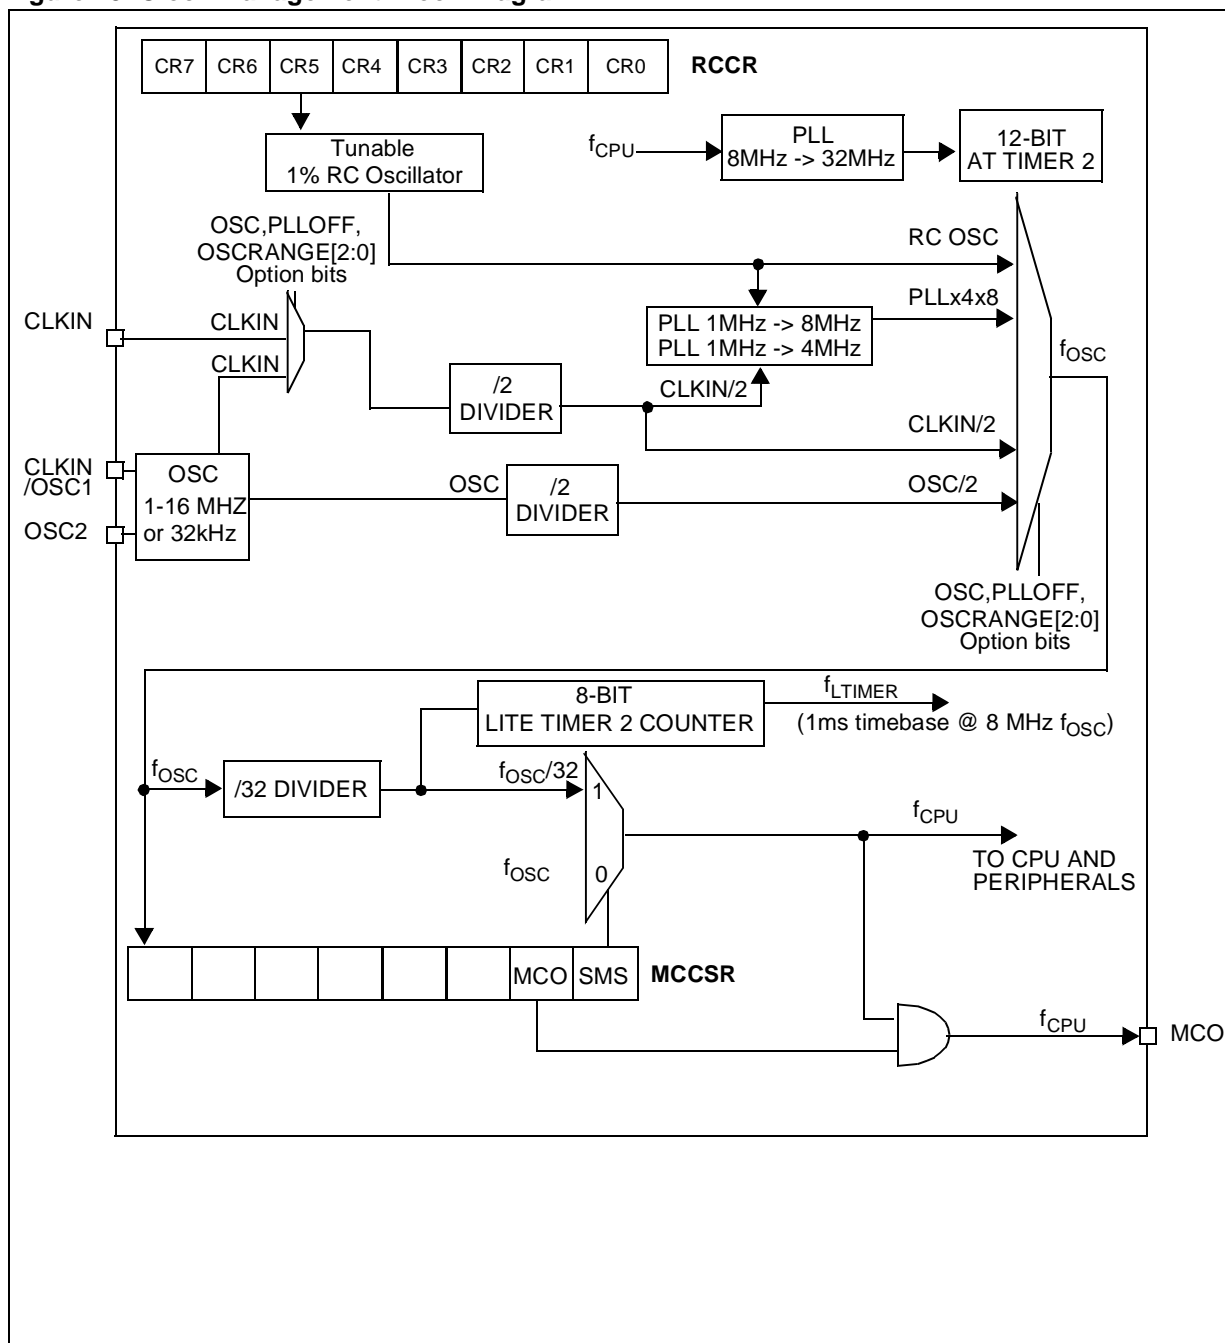 CR7 CR6 CR5 CR4 CR3 CR2 CR1 CR0 RCCR
Tunable
1% RC Oscillator
fCPU
PLL
8MHz -> 32MHz
12-BIT
AT TIMER 2
OSC,PLLOFF,
OSCRANGE[2:0]
Option bits
RC OSC
PLLx4x8
CLKIN
CLKIN
CLKIN
PLL 1MHz -> 8MHz
PLL 1MHz -> 4MHz
fOSC
/2
DIVIDER
CLKIN/2
CLKIN/2
CLKIN
/OSC1
OSC2
OSC
1-16 MHZ
or 32kHz
OSC
/2
DIVIDER
OSC/2
OSC,PLLOFF,
OSCRANGE[2:0]
Option bits
8-BIT
LITE TIMER 2 COUNTER
fLTIMER
(1ms timebase @ 8 MHz fOSC)
fOSC
/32 DIVIDER
fOSC/32
1
fOSC
0
fCPU
TO CPU AND
PERIPHERALS
MCO SMS MCCSR
fCPU
MCO